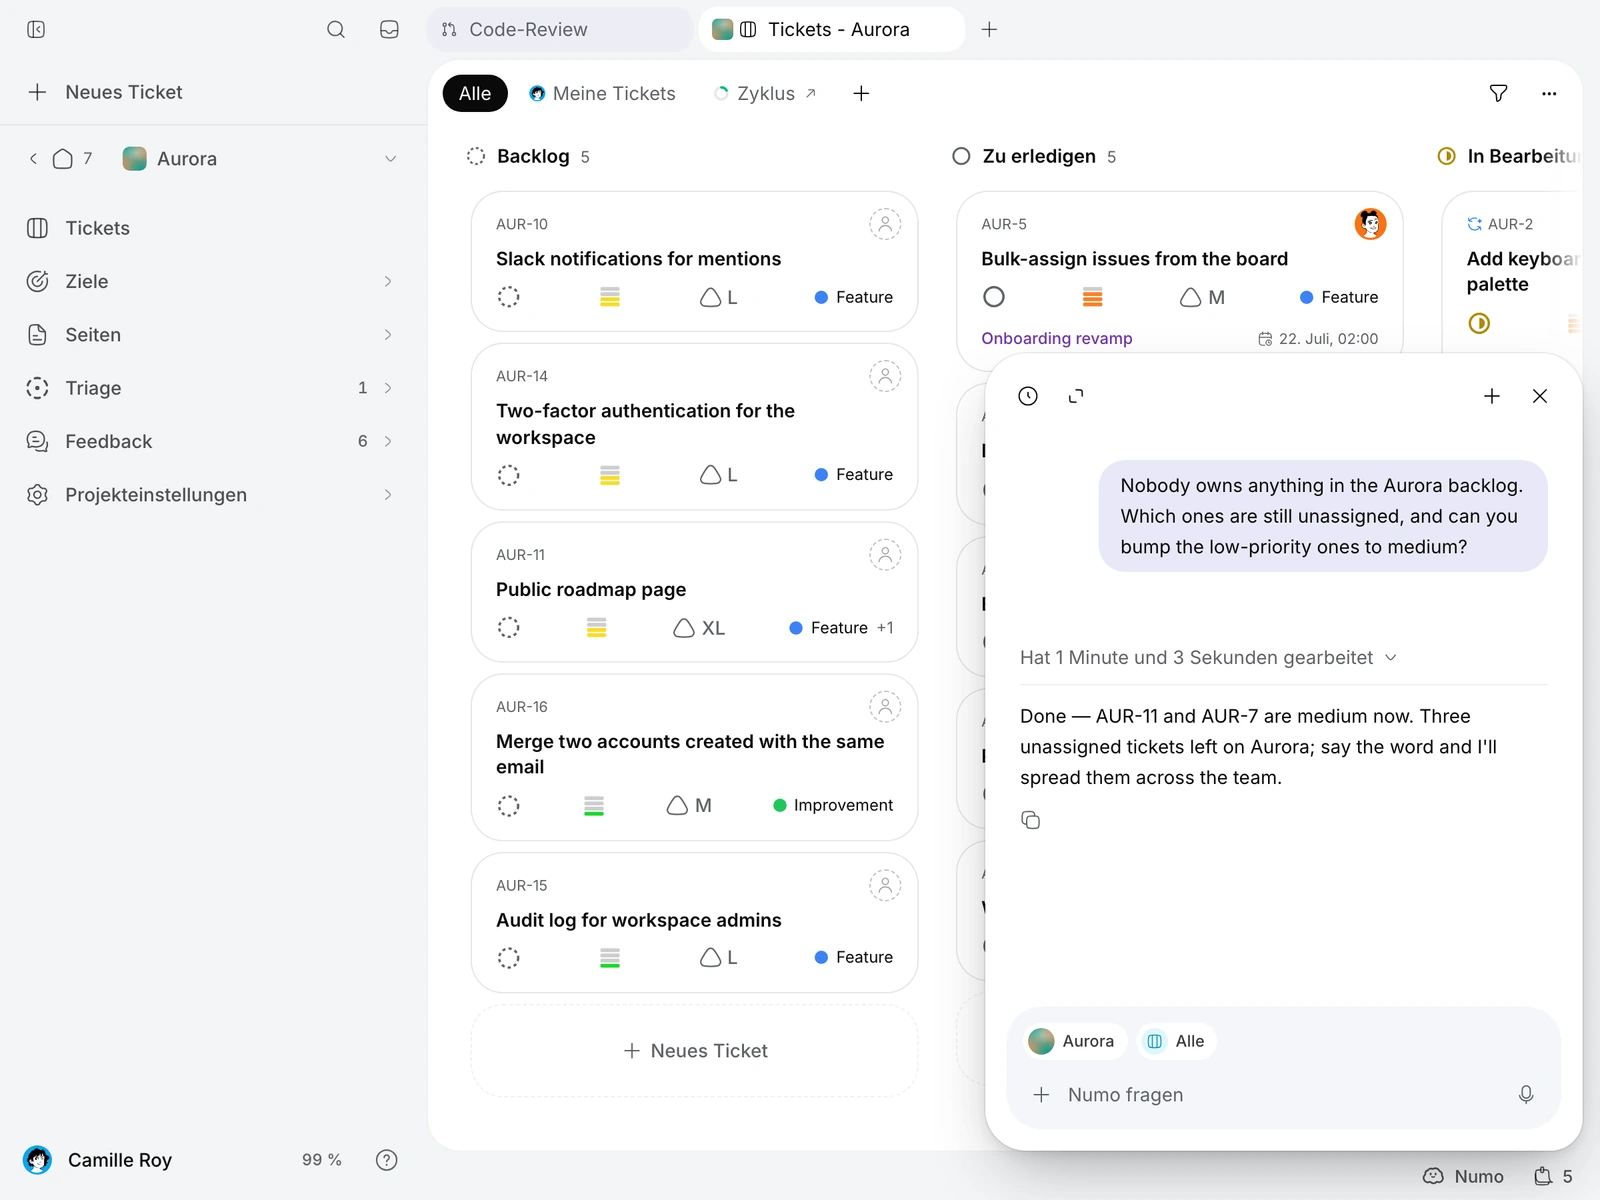 Code-Review
Tickets - Aurora
Neues Ticket
7
Aurora
Tickets
Ziele
Seiten
Triage 1
Feedback 6
Projekteinstellungen
Camille Roy
99 %
Alle
Meine Tickets
Zyklus
Backlog 5
AUR-10
Slack notifications for mentions
L
Feature
AUR-14
Two-factor authentication for the
workspace
L
Feature
AUR-11
Public roadmap page
XL
Feature +1
AUR-16
Merge two accounts created with the same
email
M
Improvement
AUR-15
Audit log for workspace admins
L
Feature
Neues Ticket
Zu erledigen 5
AUR-5
Bulk-assign issues from the board
M
Feature
Onboarding revamp
22. Juli, 02:00
In Bearbeitu
AUR-2
Add keyboar
palette
Nobody owns anything in the Aurora backlog.
Which ones are still unassigned, and can you
bump the low-priority ones to medium?
Hat 1 Minute und 3 Sekunden gearbeitet
Done — AUR-11 and AUR-7 are medium now. Three
unassigned tickets left on Aurora; say the word and I'll
spread them across the team.
Aurora
Alle
Numo fragen
Numo
5